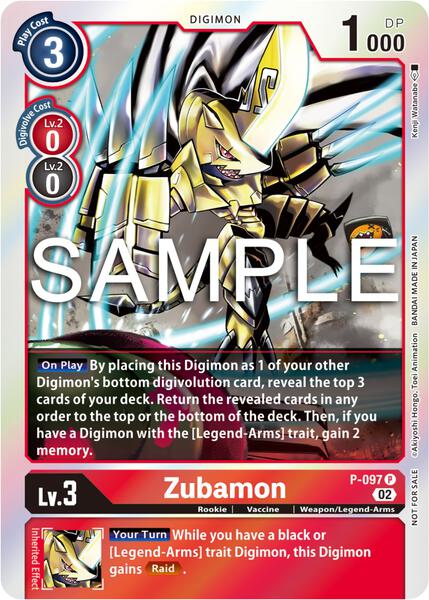 DIGIMON
Play Cost
3
DP
1000
Digivolve Cost
Lv.2
0
Lv.2
0
Kenji Watanabe
SAMPLE
On Play By placing this Digimon as 1 of your other
Digimon's bottom digivolution card, reveal the top 3
cards of your deck. Return the revealed cards in any
order to the top or the bottom of the deck. Then, if you
have a Digimon with the [Legend-Arms] trait, gain 2
memory.
©Akiyoshi Hongo, Toei Animation BANDAI MADE IN JAPAN
NOT FOR SALE
Lv.3
Zubamon
P-097 P
02
Rookie | Vaccine | Weapon/Legend-Arms
Inherited Effect
Your Turn While you have a black or
[Legend-Arms] trait Digimon, this Digimon
gains Raid .